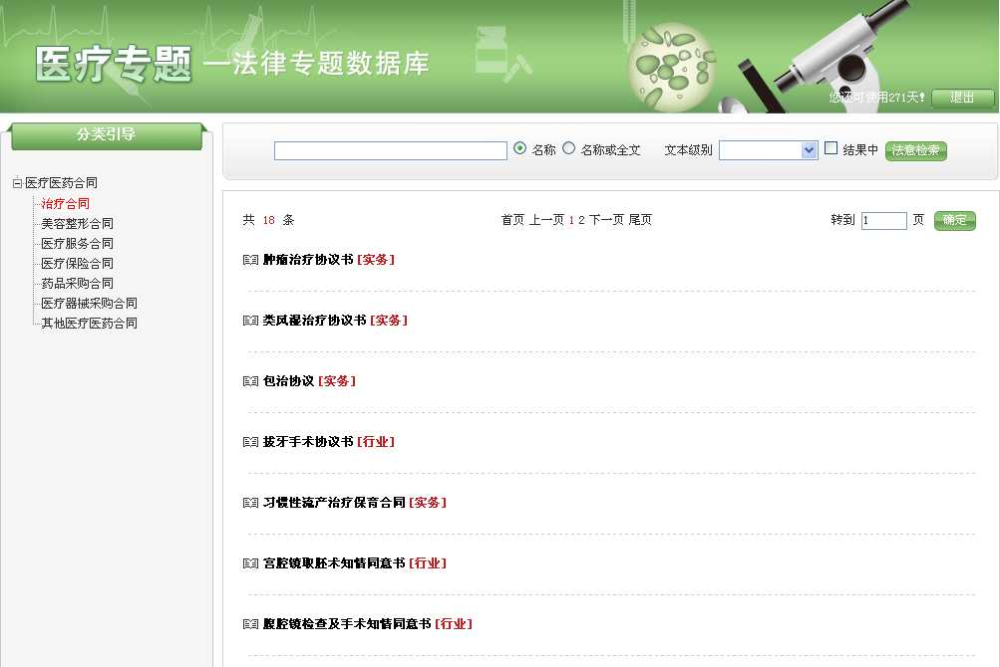 医疗专题 —法律专题数据库
您还可使用271天! 退出
分类引导
医疗医药合同
治疗合同
美容整形合同
医疗服务合同
医疗保险合同
药品采购合同
医疗器械采购合同
其他医疗医药合同
名称 名称或全文 文本级别 结果中 法意检索
共 18 条 首页 上一页 1 2 下一页 尾页 转到 1 页 确定
肿瘤治疗协议书 [实务]
类风湿治疗协议书 [实务]
包治协议 [实务]
拔牙手术协议书 [行业]
习惯性流产治疗保育合同 [实务]
宫腔镜取胚术知情同意书 [行业]
腹腔镜检查及手术知情同意书 [行业]